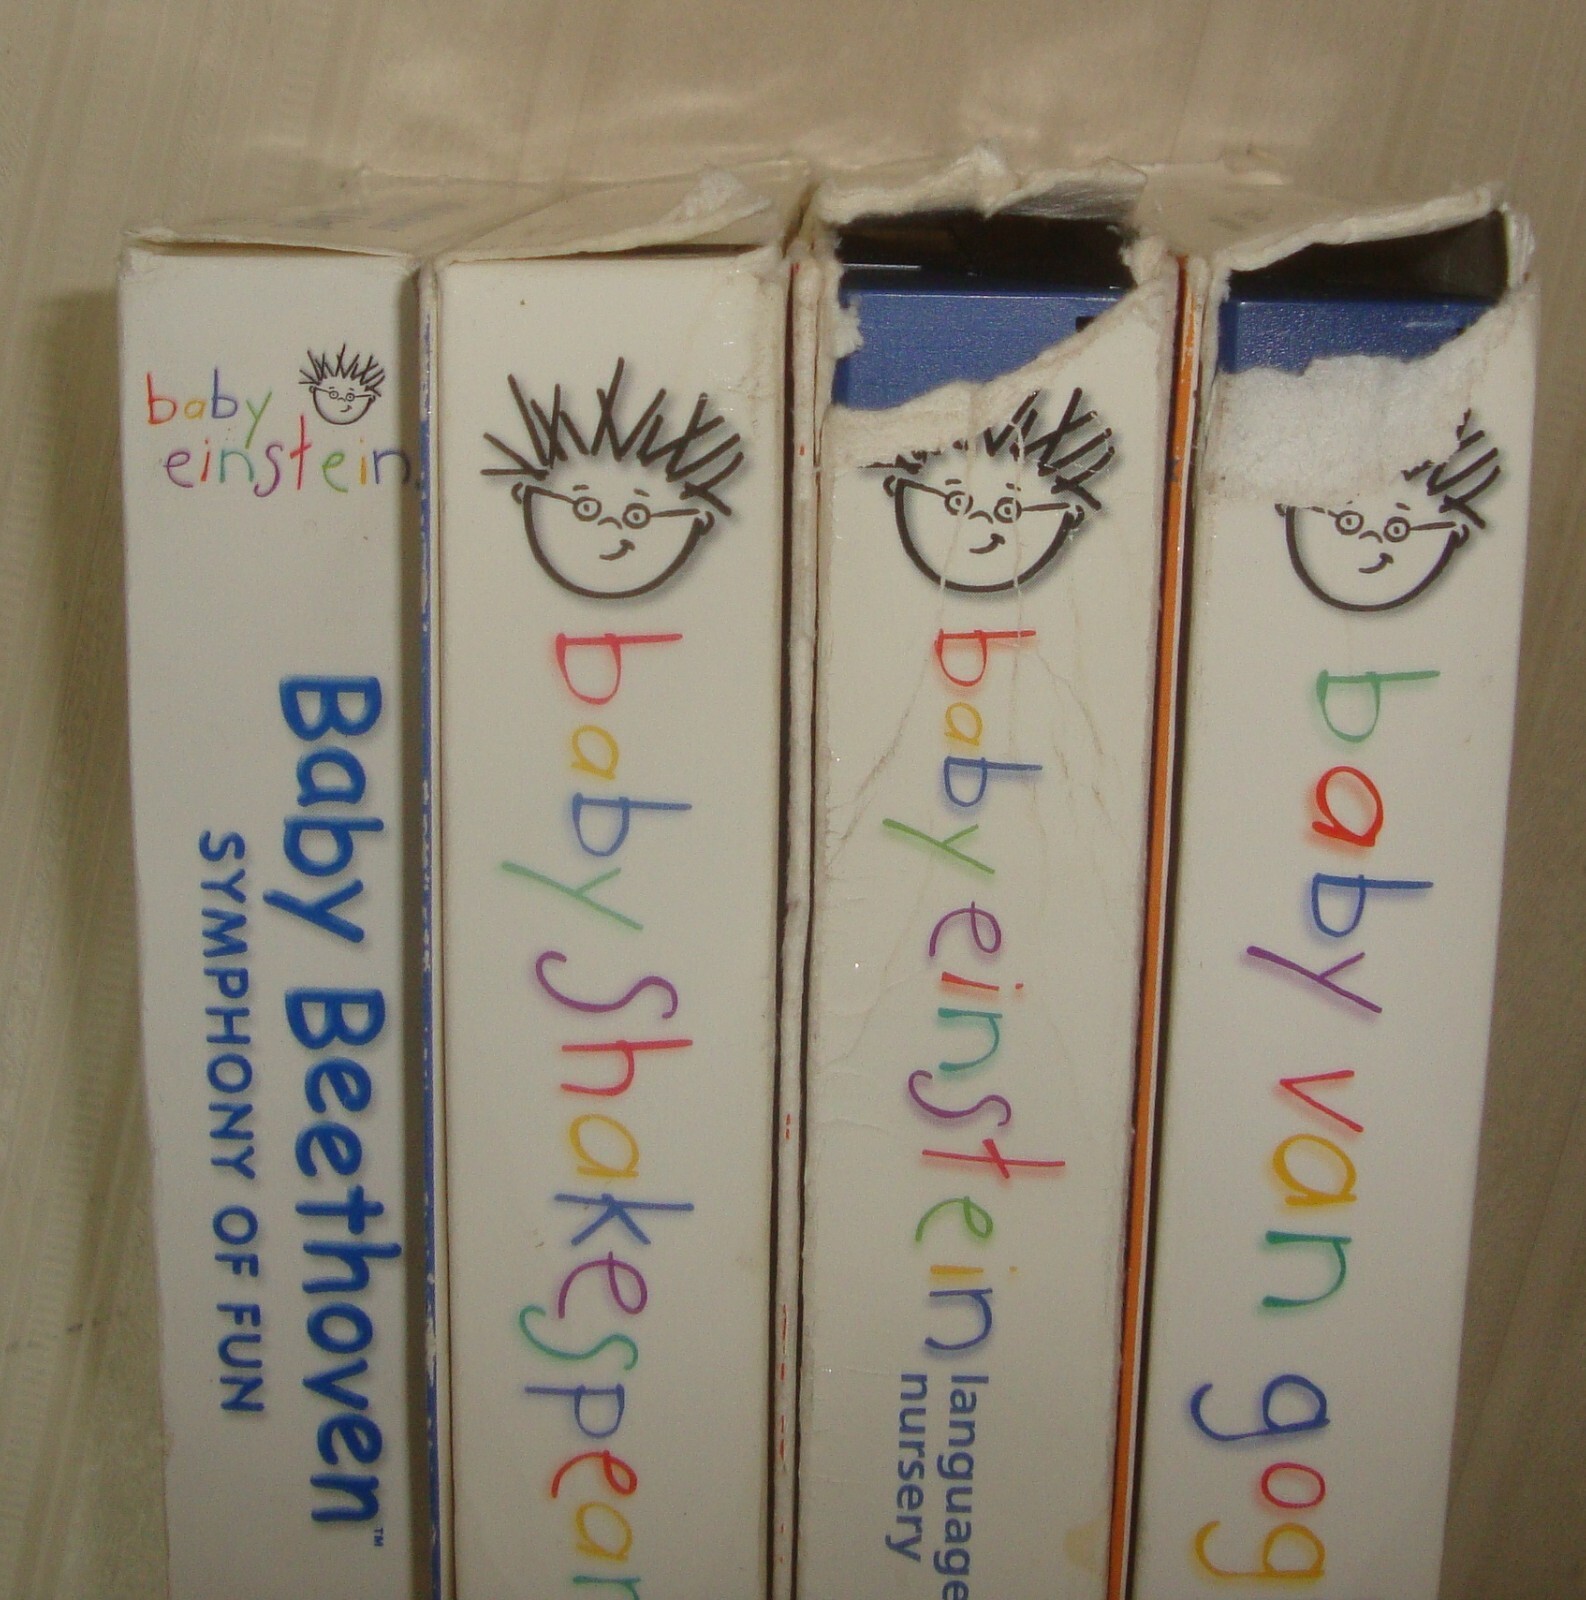 baby
einstein
Baby Beethoven™
SYMPHONY OF FUN
baby Shakespear
baby einstein
language
nursery
baby van gog